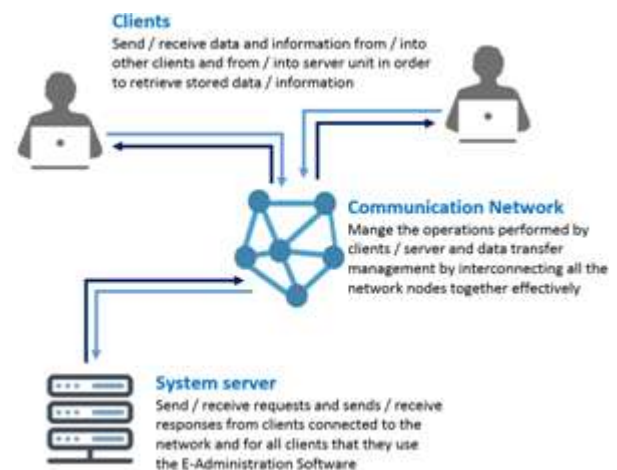 Clients
Send / receive data and information from / into
other clients and from / into server unit in order
to retrieve stored data / information
Communication Network
Mange the operations performed by
clients / server and data transfer
management by interconnecting all the
network nodes together effectively
System server
Send / receive requests and sends / receive
responses from clients connected to the
network and for all clients that they use
the E-Administration Software